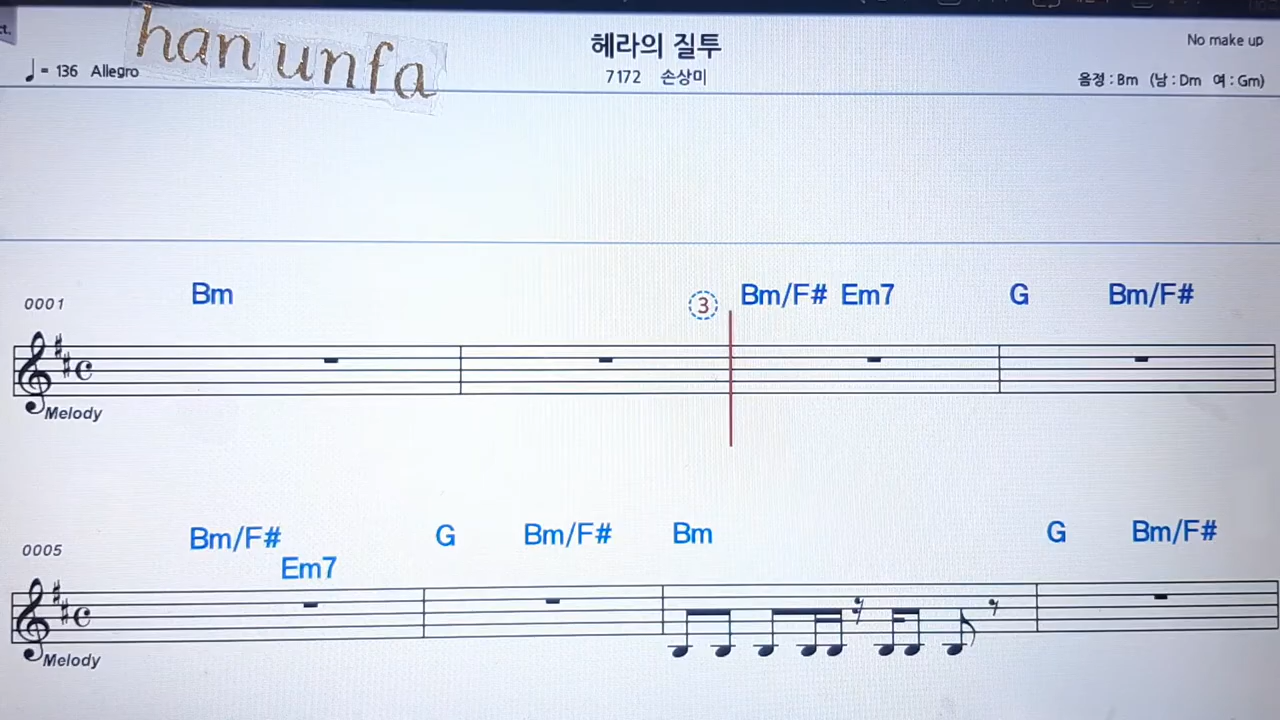 ct.
han unfa
헤라의 질투
No make up
♩ = 136 Allegro
7172 손상미
음정 : Bm (남 : Dm 여 : Gm)
0001 Bm ③ Bm/F# Em7 G Bm/F#
Melody
0005 Bm/F# Em7 G Bm/F# Bm G Bm/F#
Melody